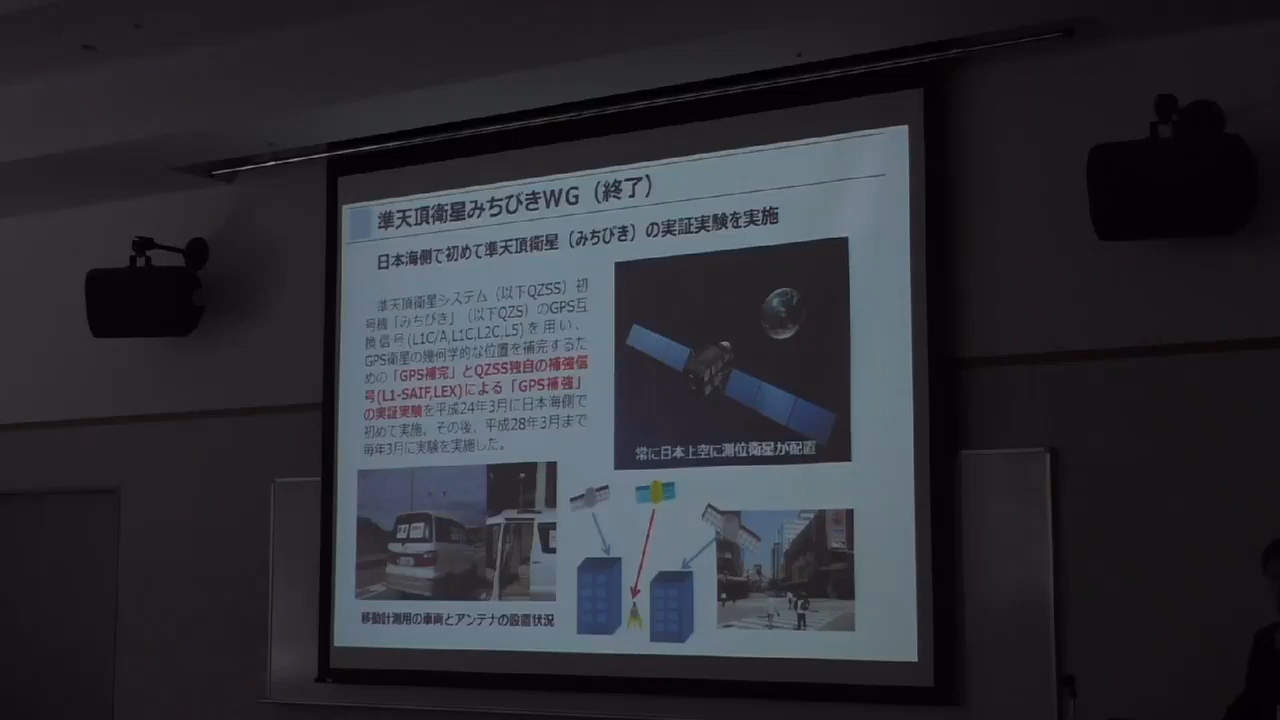 準天頂衛星みちびきWG（終了）
日本海側で初めて準天頂衛星（みちびき）の実証実験を実施
準天頂衛星システム（以下QZSS）初
号機「みちびき」（以下QZS）のGPS互
換信号(L1C/A,L1C,L2C,L5)を用い、
GPS衛星の幾何学的な位置を補完するた
めの「GPS補完」とQZSS独自の補強信
号(L1-SAIF,LEX)による「GPS補強」
の実証実験を平成24年3月に日本海側で
初めて実施。その後、平成28年3月まで
毎年3月に実験を実施した。
常に日本上空に測位衛星が配置
移動計測用の車両とアンテナの設置状況